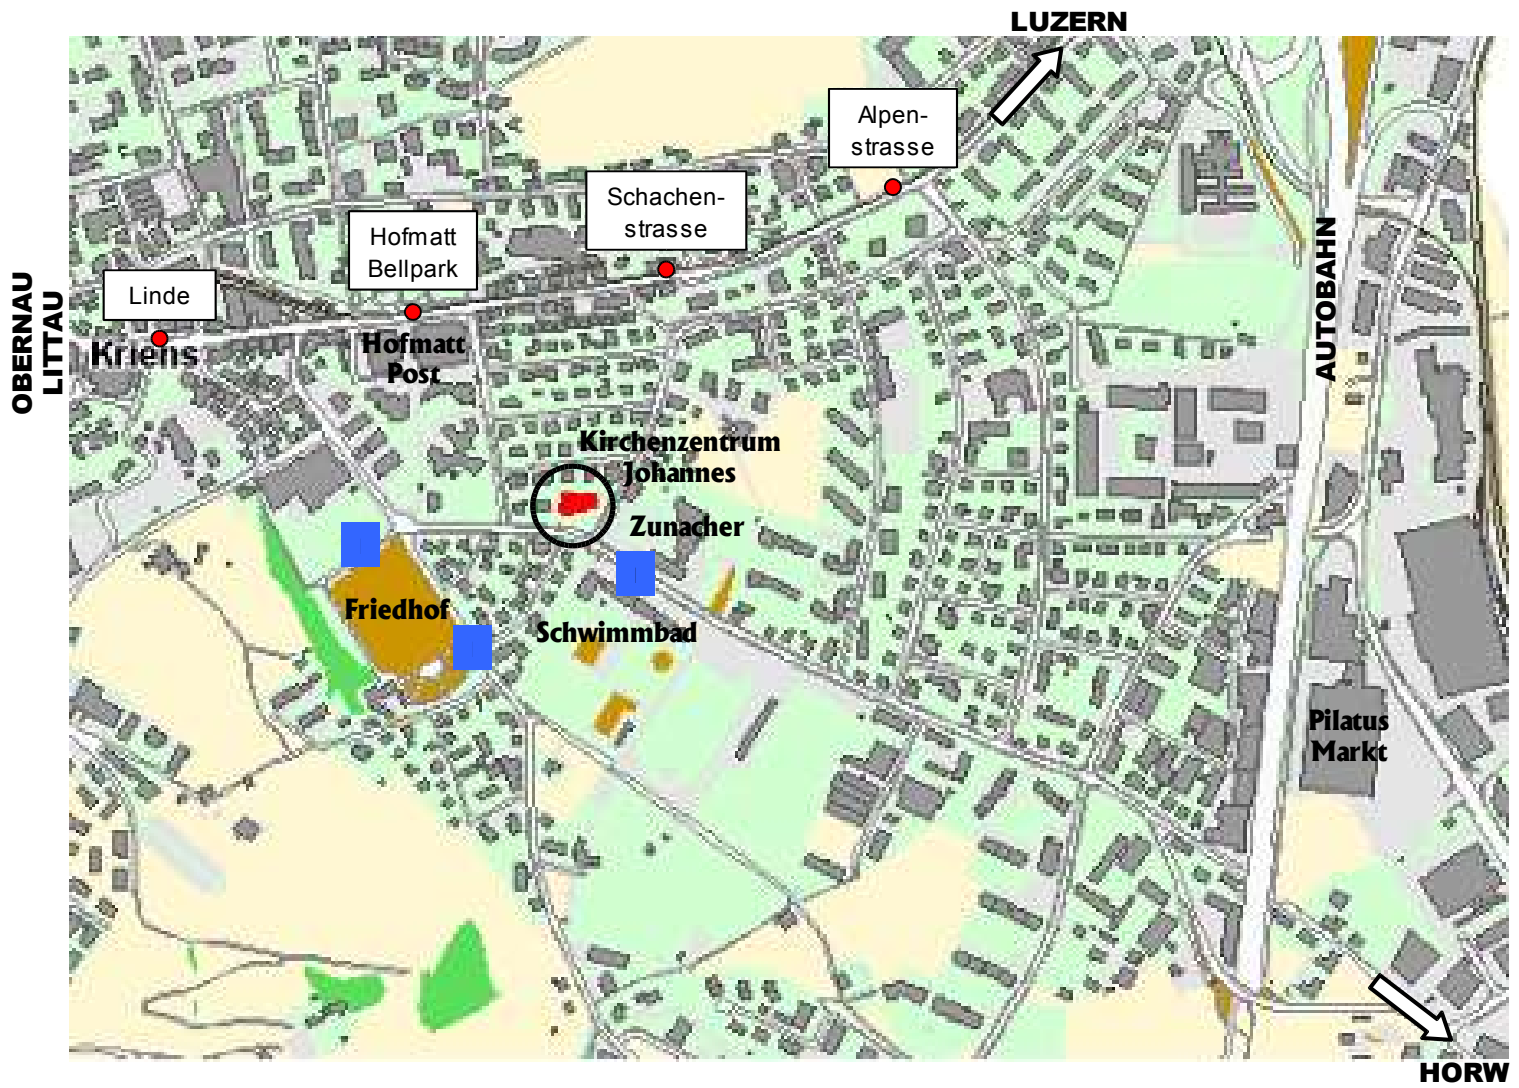 LUZERN
Alpen-
strasse
Schachen-
strasse
Hofmatt
Bellpark
Linde
OBERNAU
LITTAU
AUTOBAHN
Kriens
Hofmatt
Post
Kirchenzentrum
Johannes
Zunacher
Friedhof
Schwimmbad
Pilatus
Markt
HORW